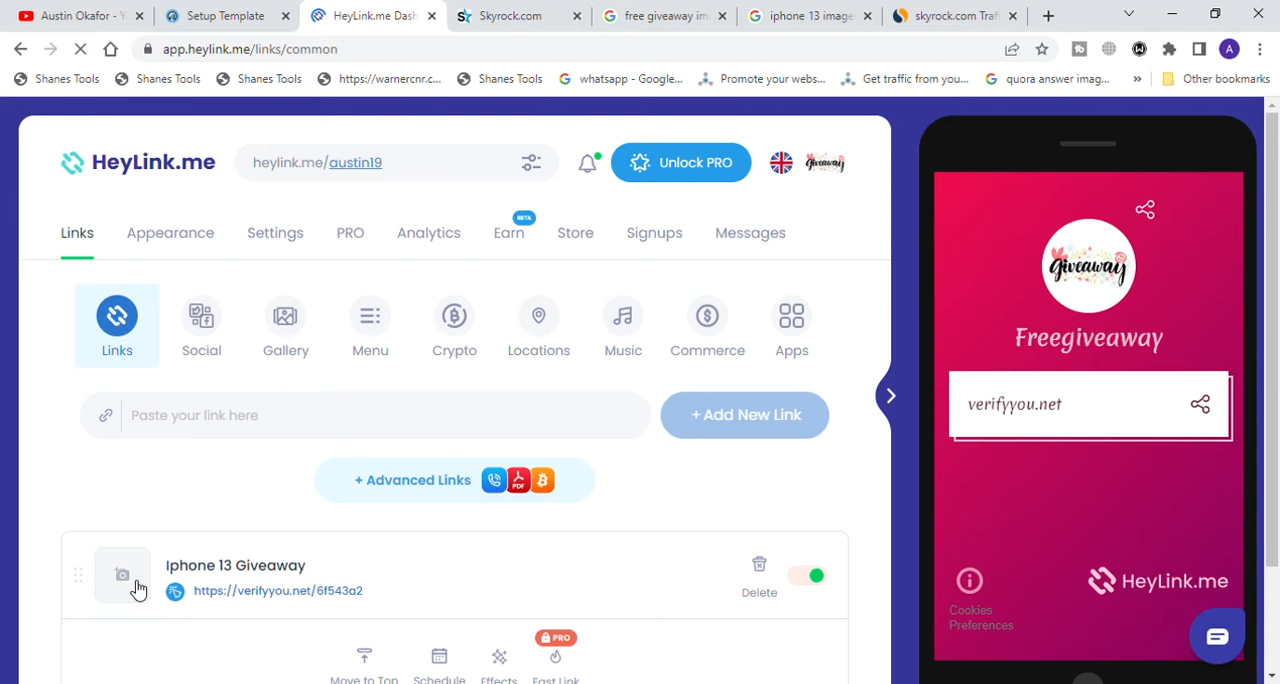 Austin Okafor -
Setup Template
HeyLink.me Das
Skyrock.com
free giveaway im
iphone 13 image
skyrock.com Traf
app.heylink.me/links/common
A
Shanes Tools
Shanes Tools
Shanes Tools
https://warnercnr.c...
Shanes Tools
whatsapp - Google...
Promote your webs...
Get traffic from you...
quora answer imag...
»
Other bookmarks
HeyLink.me
heylink.me/austin19
Unlock PRO
giveaway
Links
Appearance
Settings
PRO
Analytics
Earn
BETA
Store
Signups
Messages
Links
Social
Gallery
Menu
Crypto
Locations
Music
Commerce
Apps
Paste your link here
+ Add New Link
+ Advanced Links
PDF
Iphone 13 Giveaway
https://verifyyou.net/6f543a2
Delete
PRO
Move to Top
Schedule
Effects
Fast Link
giveaway
Freegiveaway
verifyyou.net
Cookies
Preferences
HeyLink.me